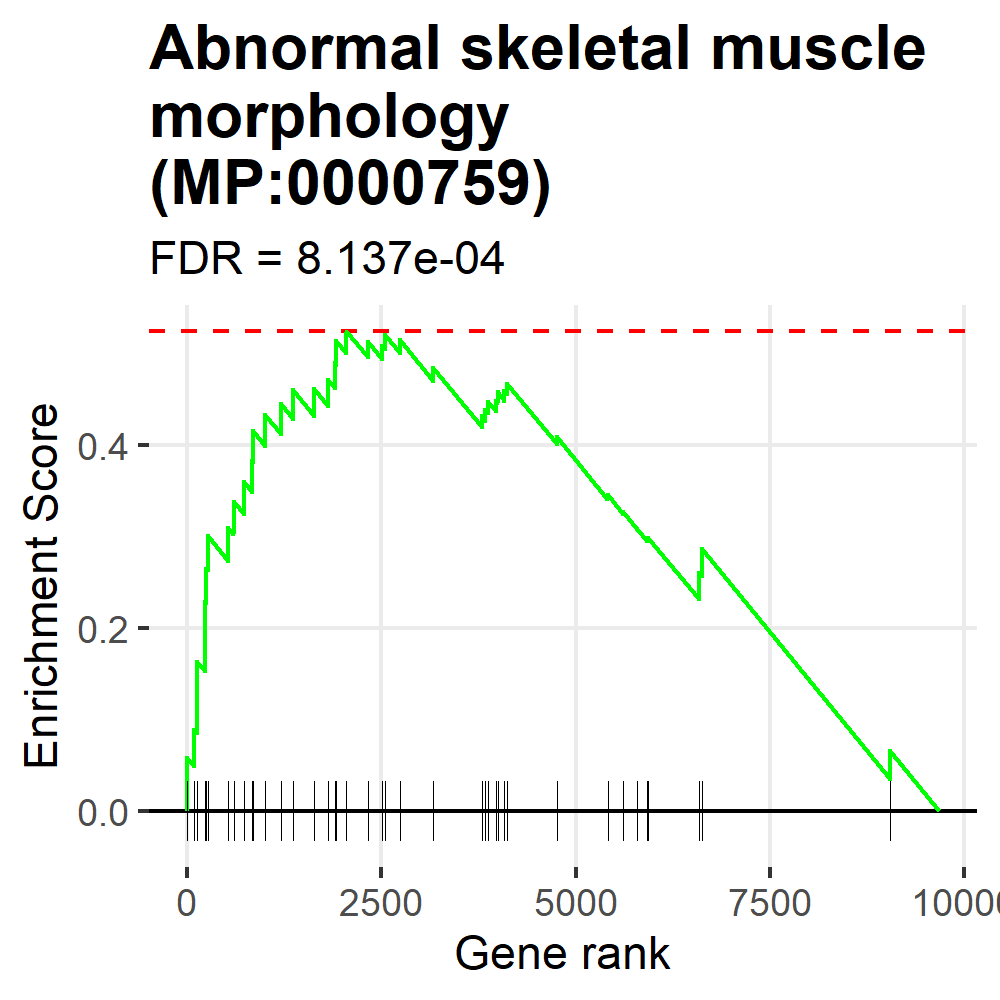 Abnormal skeletal muscle
morphology
(MP:0000759)
FDR = 8.137e-04
Enrichment Score
0.4
0.2
0.0
0
2500
5000
7500
10000
Gene rank